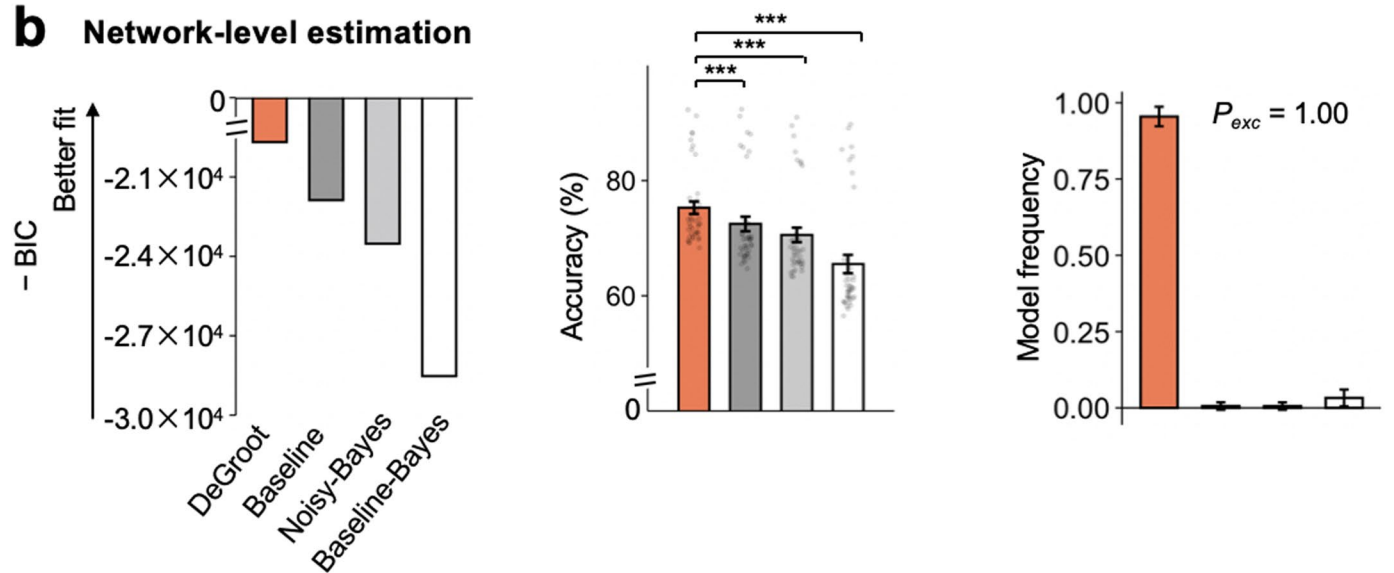 b Network-level estimation
– BIC
Better fit
0
-2.1×10⁴
-2.4×10⁴
-2.7×10⁴
-3.0×10⁴
DeGroot
Baseline
Noisy-Bayes
Baseline-Bayes
***
***
***
Accuracy (%)
80
60
0
Model frequency
1.00
0.75
0.50
0.25
0.00
Pexc = 1.00